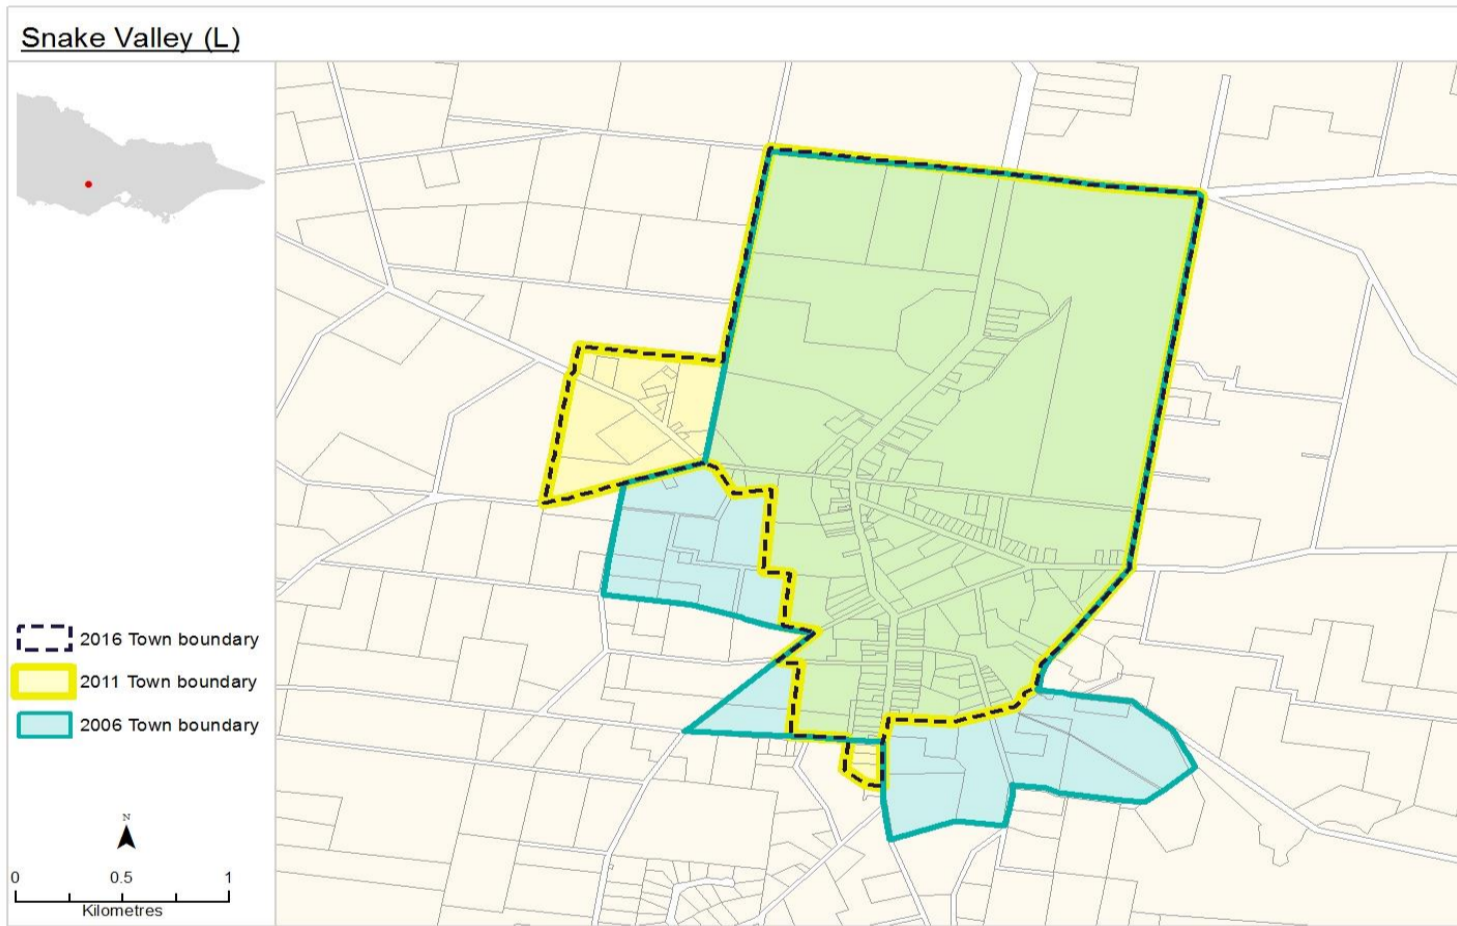 Snake Valley (L)
2016 Town boundary
2011 Town boundary
2006 Town boundary
N
0 0.5 1
Kilometres